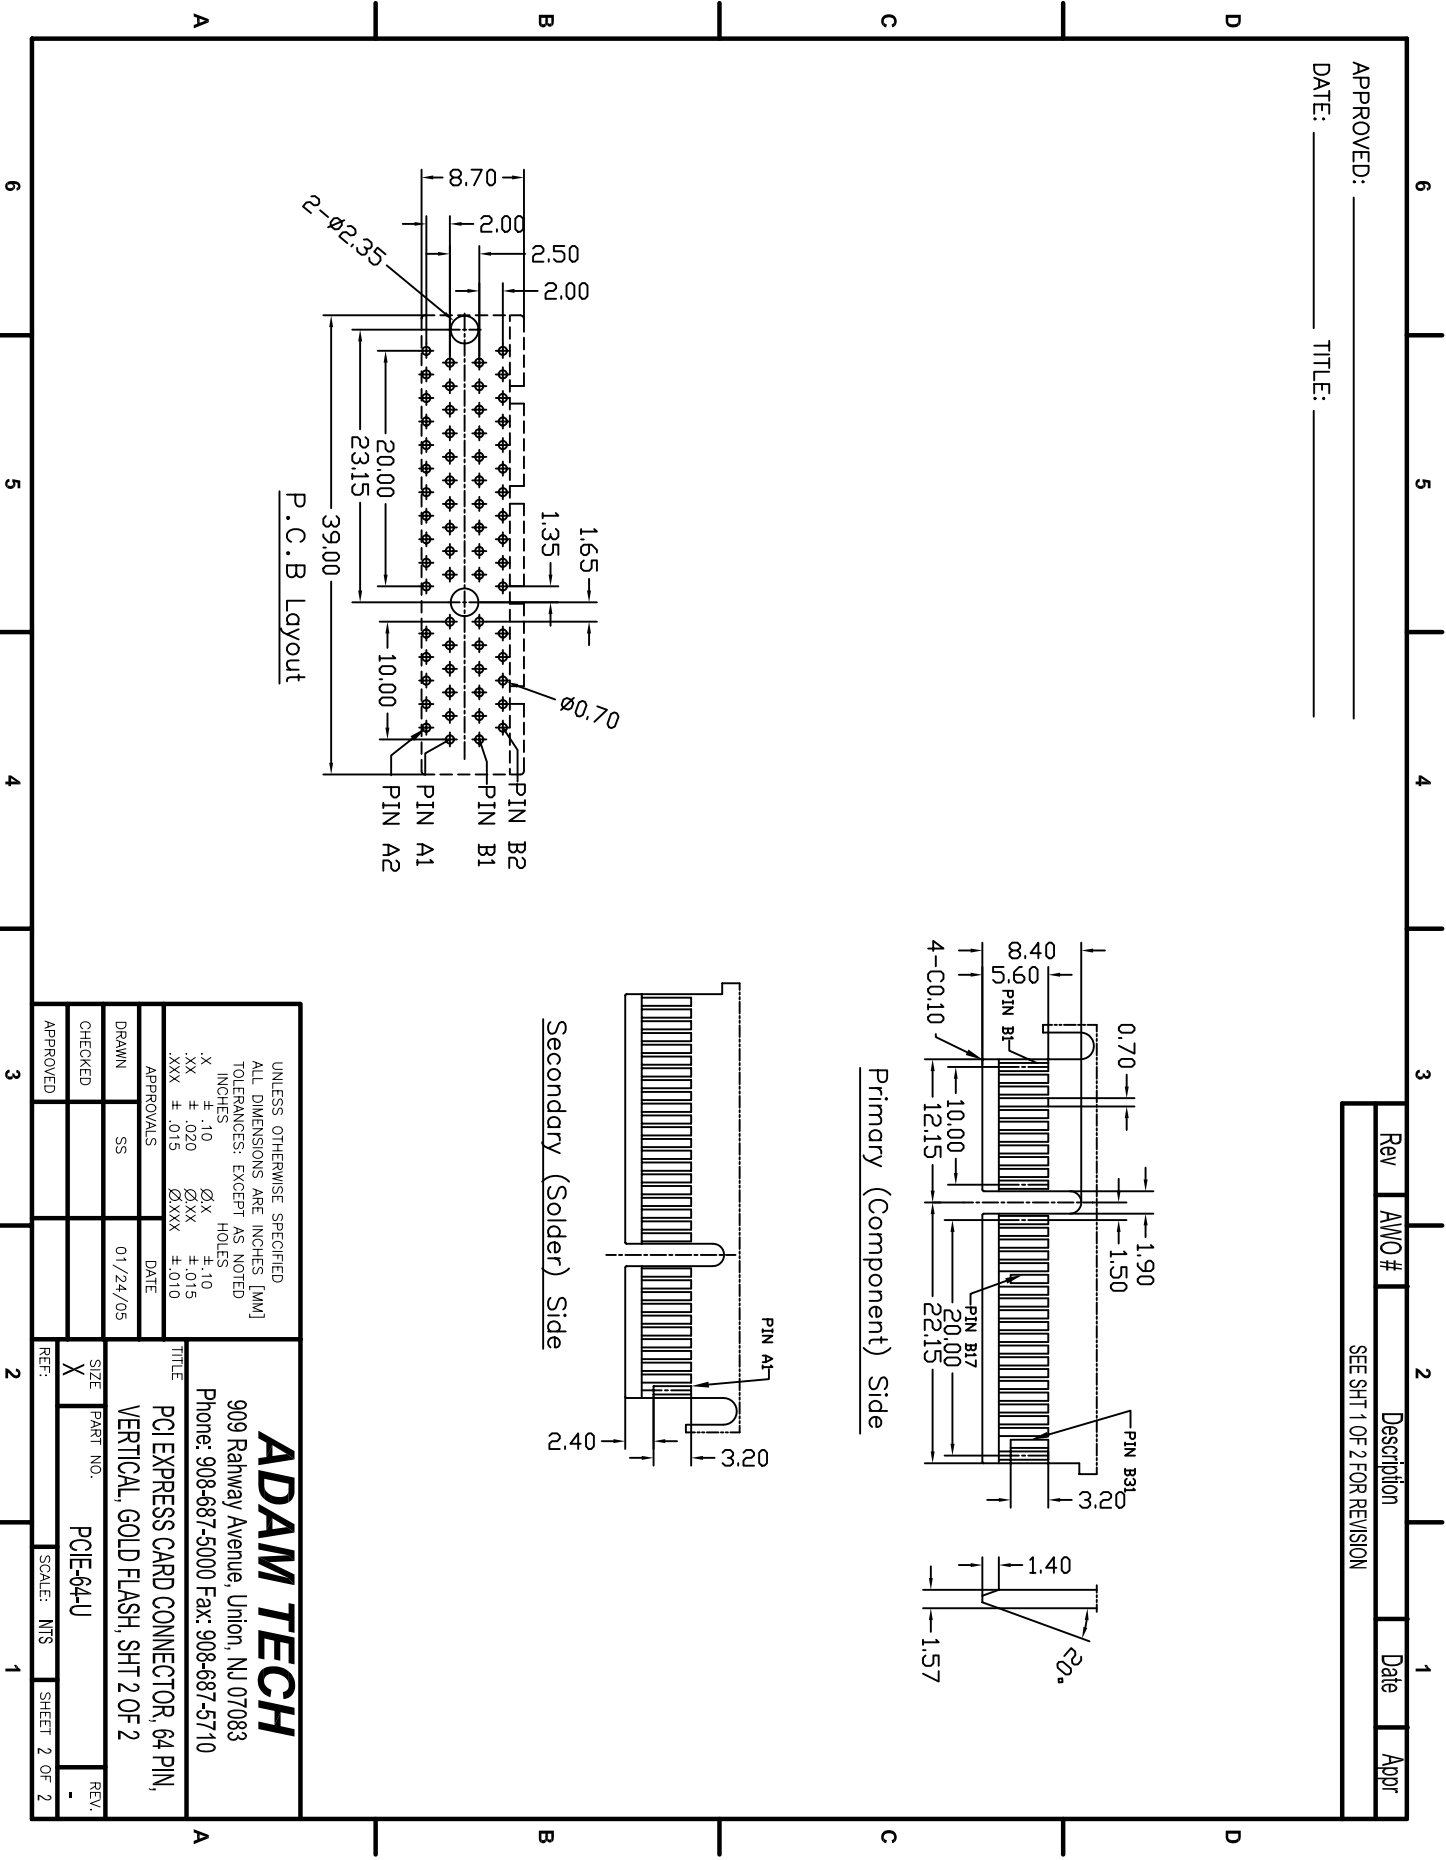 APPROVED:
DATE:
TITLE:
Rev
AWO #
Description
Date
Appr
SEE SHT 1 OF 2 FOR REVISION
6
5
4
3
2
1
D
C
B
A
D
C
B
A
6
5
4
3
2
1
8.70
2.00
2.50
2.00
2-ø2.35
20.00
23.15
39.00
1.35
1.65
10.00
ø0.70
PIN B2
PIN B1
PIN A1
PIN A2
P.C.B Layout
8.40
5.60
4-C0.10
PIN B1
0.70
10.00
12.15
1.90
1.50
PIN B17
20.00
22.15
PIN B31
3.20
Primary (Component) Side
1.40
1.57
20°
PIN A1
2.40
3.20
Secondary (Solder) Side
UNLESS OTHERWISE SPECIFIED
ALL DIMENSIONS ARE INCHES [MM]
TOLERANCES: EXCEPT AS NOTED
INCHES HOLES
.X ± .10 Ø.X ±.10
.XX ± .020 Ø.XX ±.015
.XXX ± .015 Ø.XXX ±.010
APPROVALS
DATE
DRAWN
SS
01/24/05
CHECKED
APPROVED
ADAM TECH
909 Rahway Avenue, Union, NJ 07083
Phone: 908-687-5000 Fax: 908-687-5710
TITLE
PCI EXPRESS CARD CONNECTOR, 64 PIN,
VERTICAL, GOLD FLASH, SHT 2 OF 2
SIZE
X
PART NO.
PCIE-64-U
REV.
-
REF:
SCALE: NTS
SHEET 2 OF 2